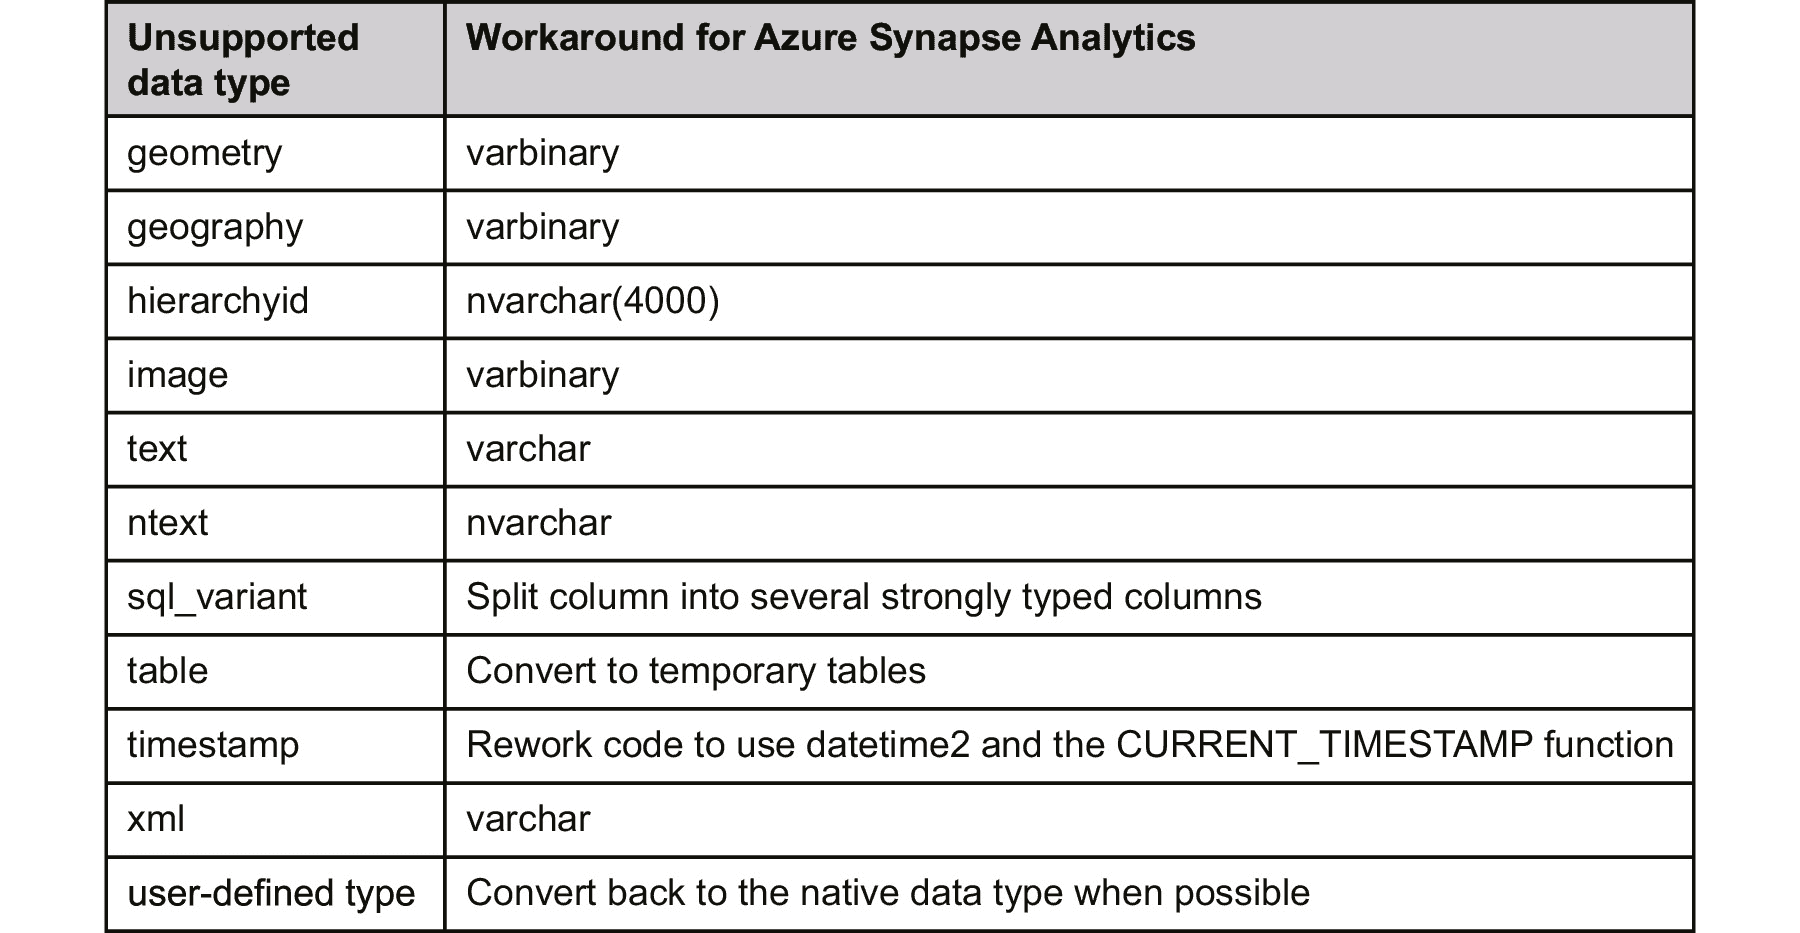 Unsupported
data type
Workaround for Azure Synapse Analytics
geometry
varbinary
geography
varbinary
hierarchyid
nvarchar(4000)
image
varbinary
text
varchar
ntext
nvarchar
sql_variant
Split column into several strongly typed columns
table
Convert to temporary tables
timestamp
Rework code to use datetime2 and the CURRENT_TIMESTAMP function
xml
varchar
user-defined type
Convert back to the native data type when possible